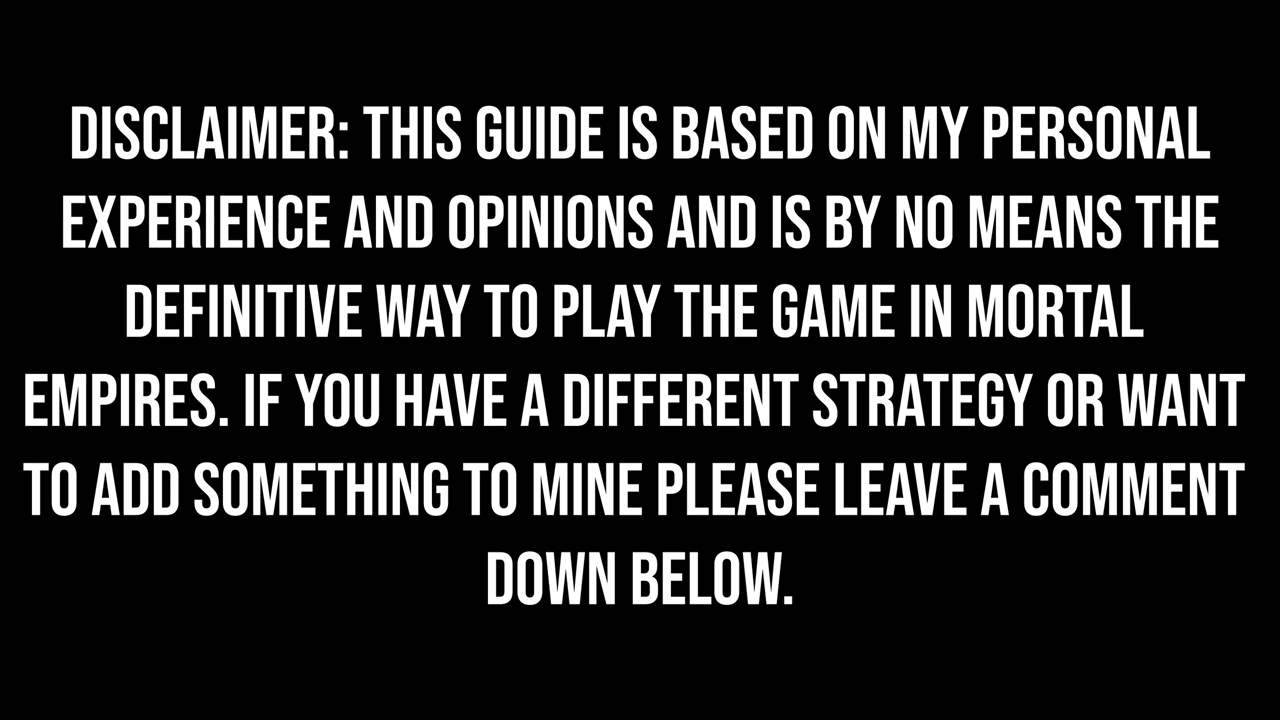 DISCLAIMER: THIS GUIDE IS BASED ON MY PERSONAL
EXPERIENCE AND OPINIONS AND IS BY NO MEANS THE
DEFINITIVE WAY TO PLAY THE GAME IN MORTAL
EMPIRES. IF YOU HAVE A DIFFERENT STRATEGY OR WANT
TO ADD SOMETHING TO MINE PLEASE LEAVE A COMMENT
DOWN BELOW.